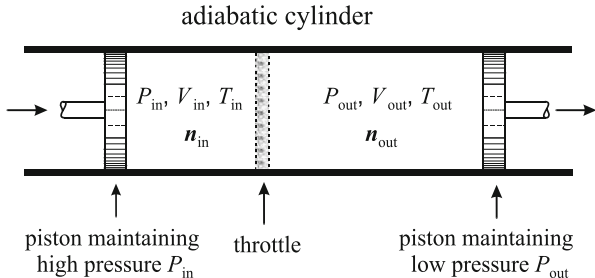 adiabatic cylinder
P_in, V_in, T_in
P_out, V_out, T_out
n_in
n_out
piston maintaining
high pressure P_in
throttle
piston maintaining
low pressure P_out